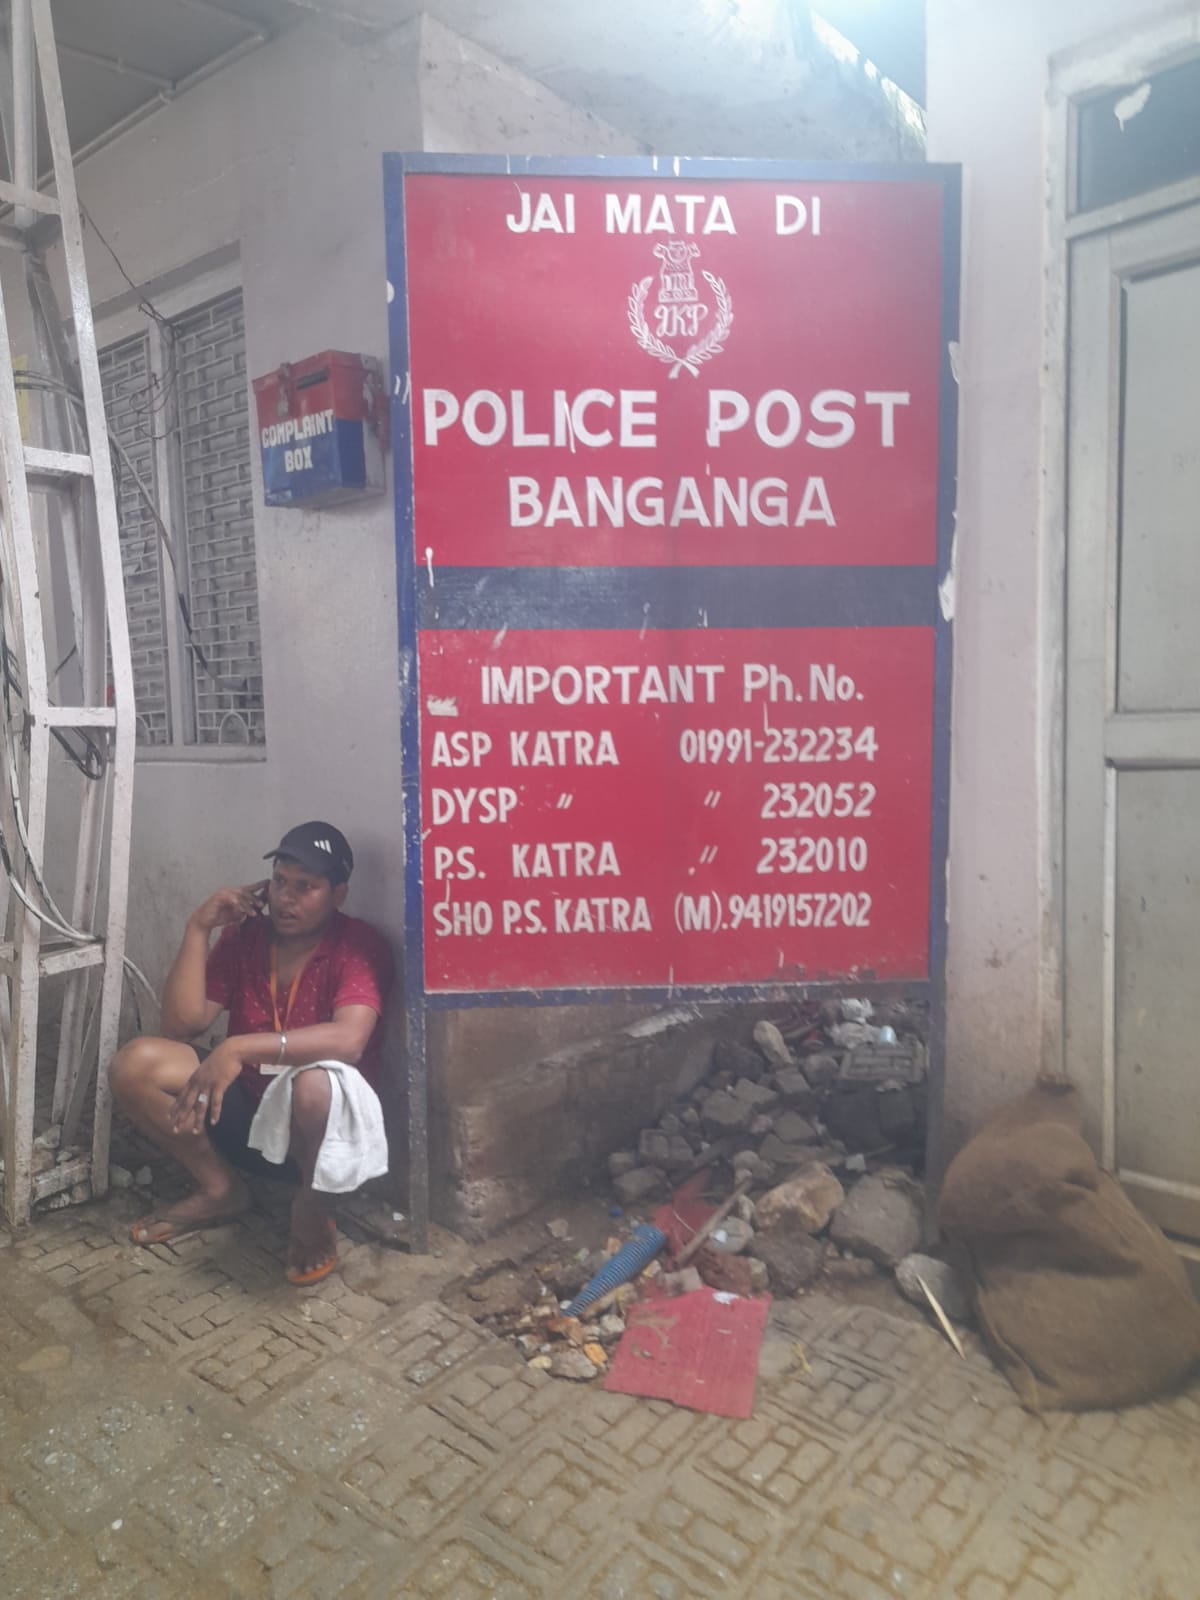 JAI MATA DI
JKP
POLICE POST
BANGANGA
COMPLAINT
BOX
IMPORTANT Ph. No.
ASP KATRA 01991-232234
DYSP " " 232052
P.S. KATRA " 232010
SHO P.S. KATRA (M).9419157202